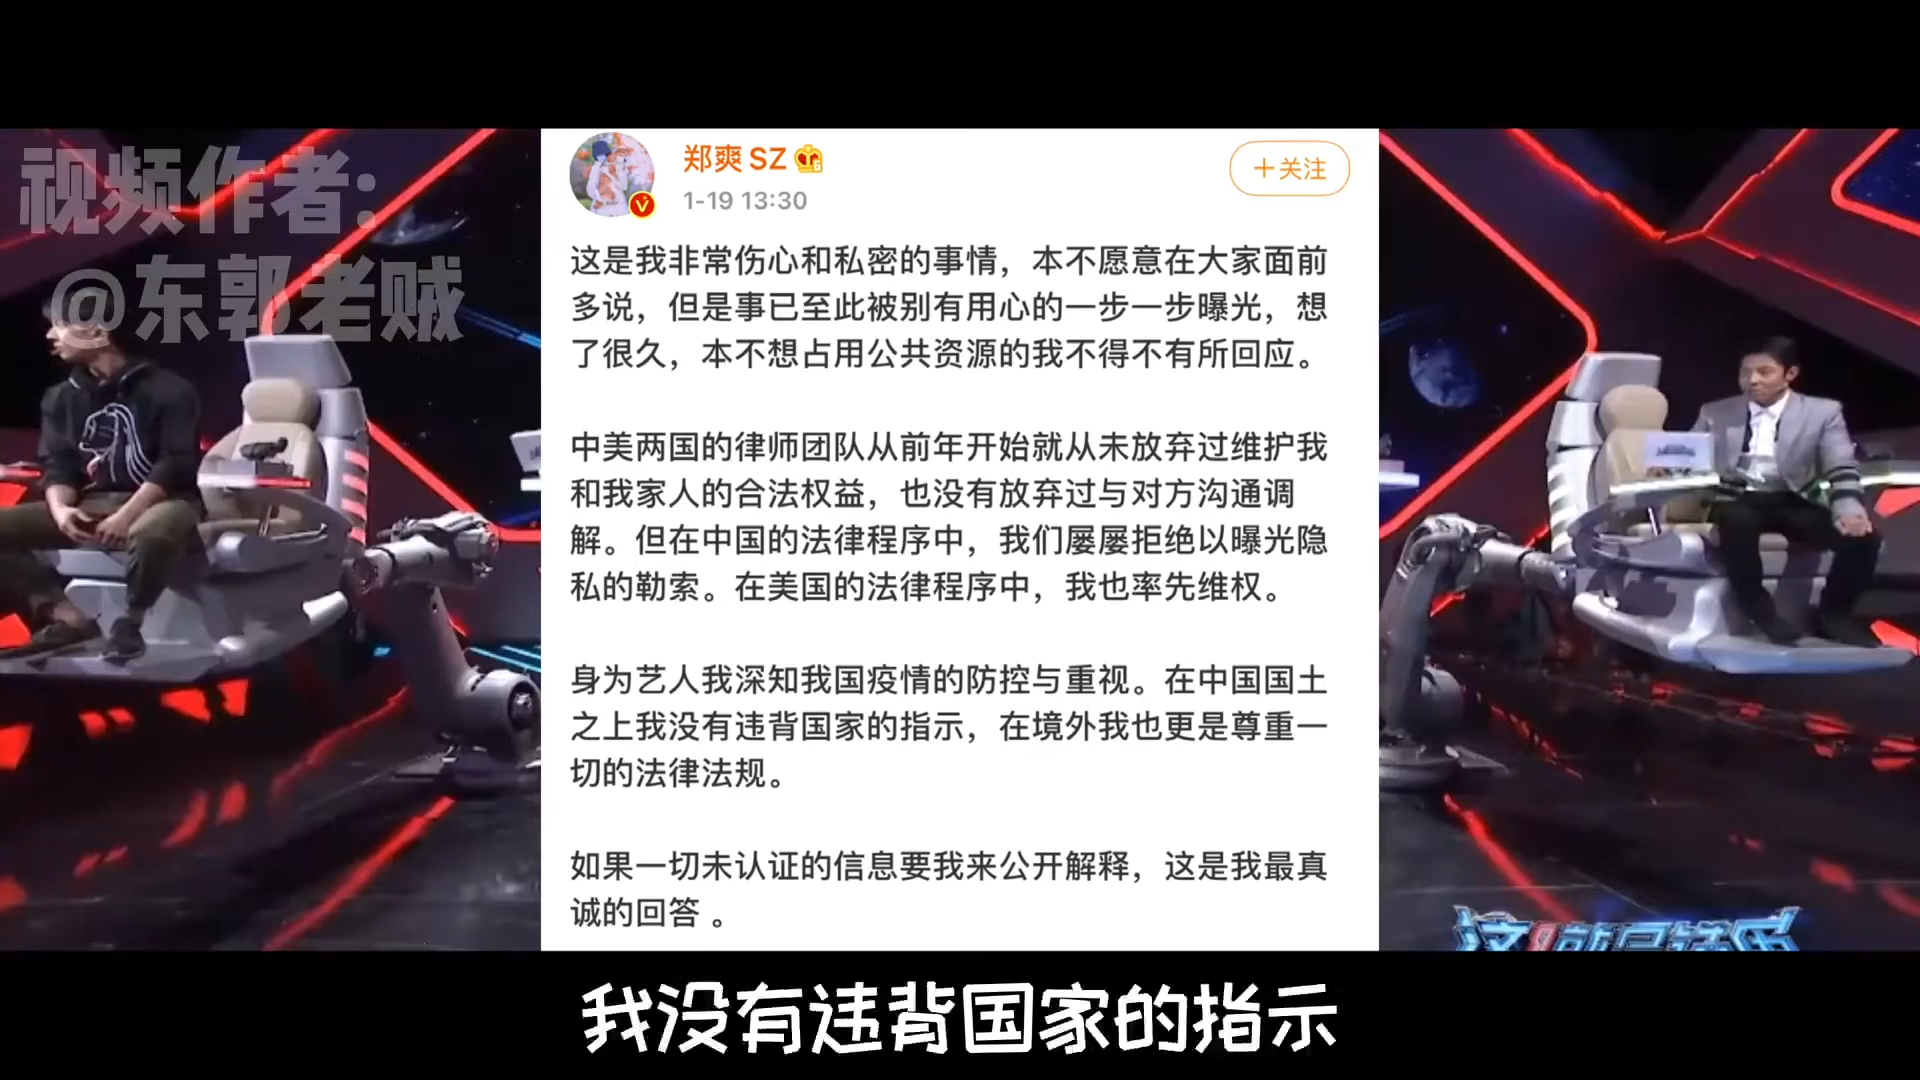 视频作者:
@东郭老贼
郑爽SZ
1-19 13:30
+关注
这是我非常伤心和私密的事情，本不愿意在大家面前
多说，但是事已至此被别有用心的一步一步曝光，想
了很久，本不想占用公共资源的我不得不有所回应。
中美两国的律师团队从前年开始就从未放弃过维护我
和我家人的合法权益，也没有放弃过与对方沟通调
解。但在中国的法律程序中，我们屡屡拒绝以曝光隐
私的勒索。在美国的法律程序中，我也率先维权。
身为艺人我深知我国疫情的防控与重视。在中国国土
之上我没有违背国家的指示，在境外我也更是尊重一
切的法律法规。
如果一切未认证的信息要我来公开解释，这是我最真
诚的回答 。
我没有违背国家的指示